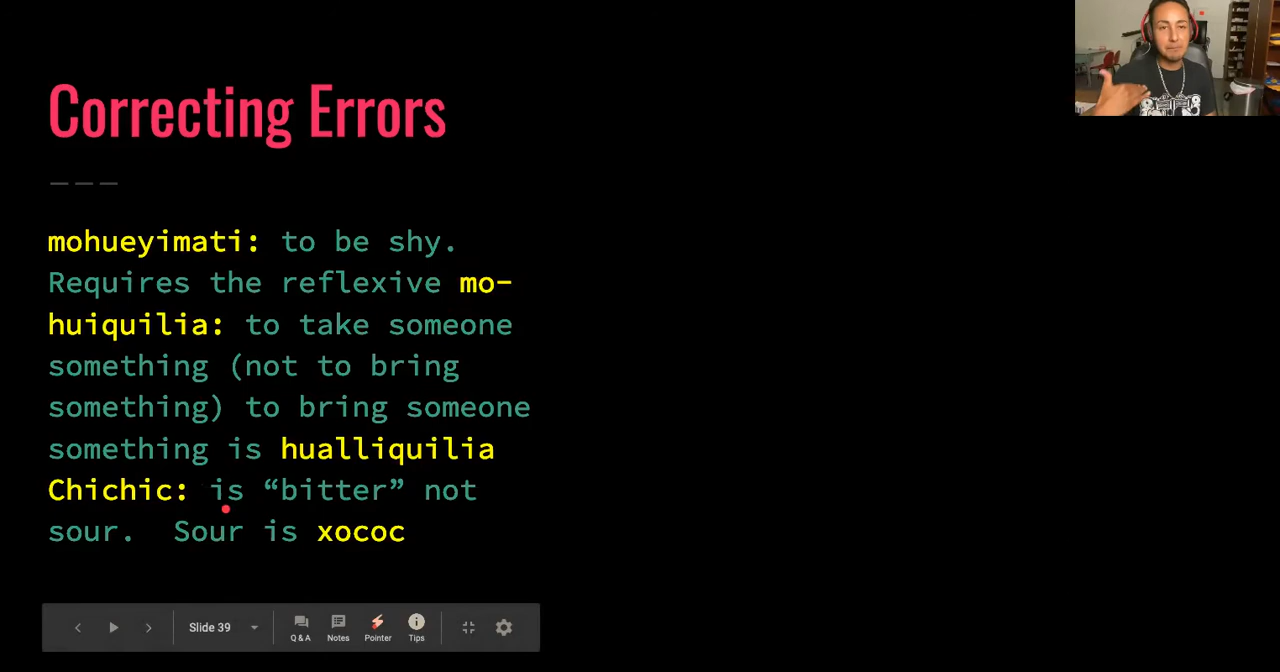 Correcting Errors
mohueyimati: to be shy.
Requires the reflexive mo-
huiquilia: to take someone
something (not to bring
something) to bring someone
something is hualliquilia
Chichic: is “bitter” not
sour.  Sour is xococ
Slide 39
Q & A
Notes
Pointer
Tips